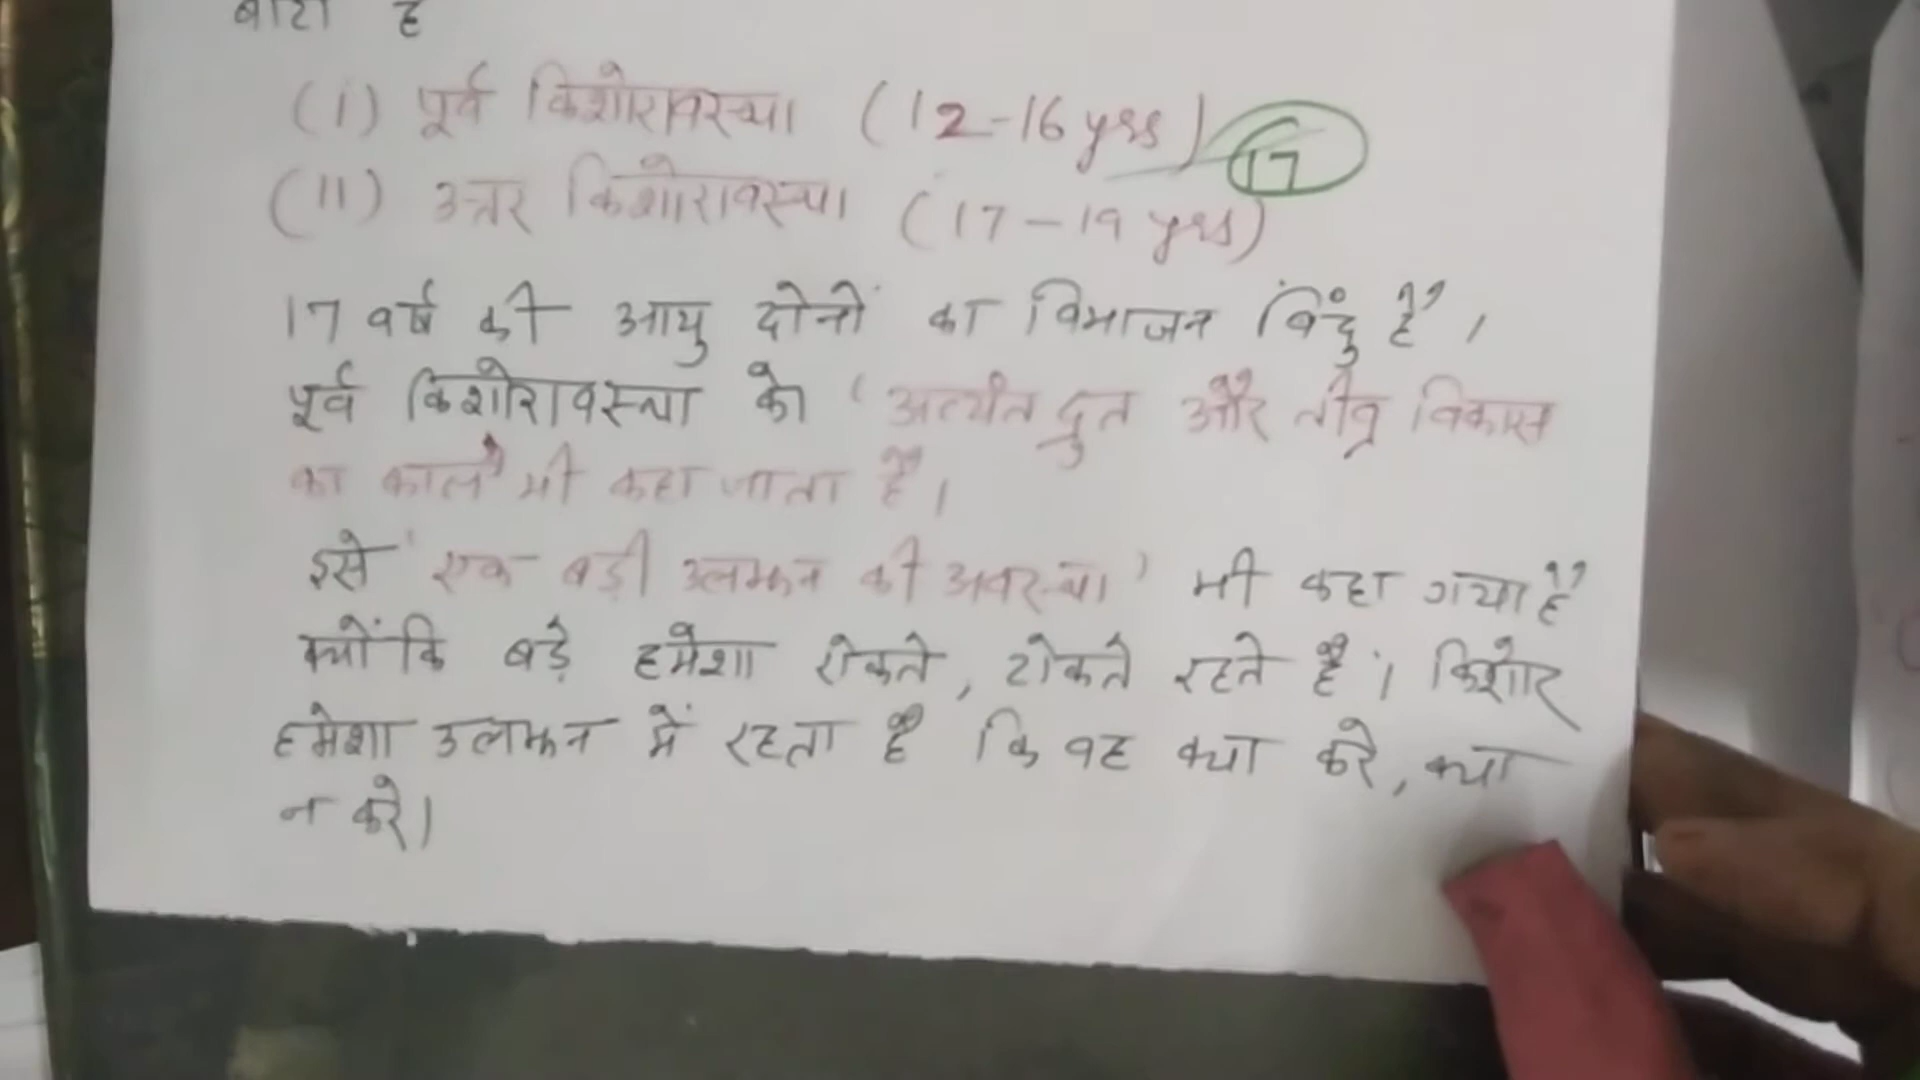 बाँटा है
(i) पूर्व किशोरावस्था (12-16 yrs) 17
(ii) उत्तर किशोरावस्था (17-19 yrs)
17 वर्ष की आयु दोनों का विभाजन बिंदु है।
पूर्व किशोरावस्था को 'अत्यंत द्रुत और तीव्र विकास
का काल' भी कहा जाता है।
इसे 'एक बड़ी उलझन की अवस्था' भी कहा गया है
क्योंकि बड़े हमेशा रोकते, टोकते रहते हैं। किशोर
हमेशा उलझन में रहता है कि वह क्या करे, क्या
न करे।